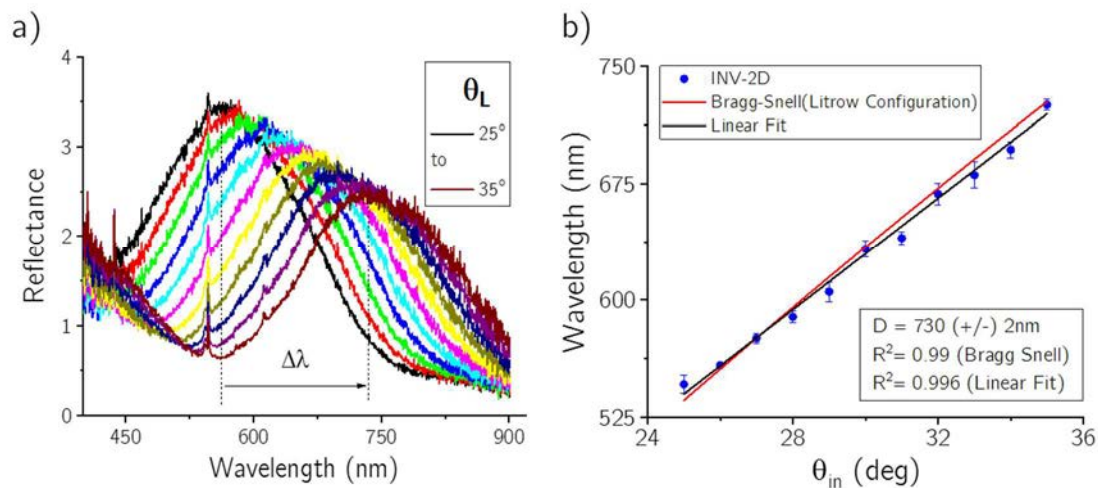 a)
4
3
2
1
0
Reflectance
θL
25°
to
35°
Δλ
450
600
750
900
Wavelength (nm)
b)
750
675
600
525
Wavelength (nm)
INV-2D
Bragg-Snell(Litrow Configuration)
Linear Fit
D = 730 (+/-) 2nm
R²= 0.99 (Bragg Snell)
R²= 0.996 (Linear Fit)
24
28
32
36
θin (deg)